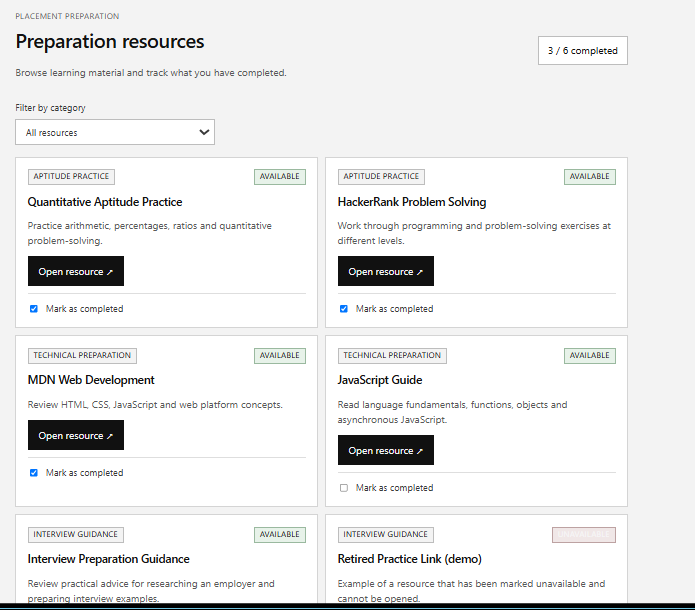 PLACEMENT PREPARATION
Preparation resources
3 / 6 completed
Browse learning material and track what you have completed.
Filter by category
All resources
APTITUDE PRACTICE
AVAILABLE
Quantitative Aptitude Practice
Practice arithmetic, percentages, ratios and quantitative
problem-solving.
Open resource ↗
Mark as completed
APTITUDE PRACTICE
AVAILABLE
HackerRank Problem Solving
Work through programming and problem-solving exercises at
different levels.
Open resource ↗
Mark as completed
TECHNICAL PREPARATION
AVAILABLE
MDN Web Development
Review HTML, CSS, JavaScript and web platform concepts.
Open resource ↗
Mark as completed
TECHNICAL PREPARATION
AVAILABLE
JavaScript Guide
Read language fundamentals, functions, objects and
asynchronous JavaScript.
Open resource ↗
Mark as completed
INTERVIEW GUIDANCE
AVAILABLE
Interview Preparation Guidance
Review practical advice for researching an employer and
preparing interview examples.
INTERVIEW GUIDANCE
Retired Practice Link (demo)
Example of a resource that has been marked unavailable and
cannot be opened.